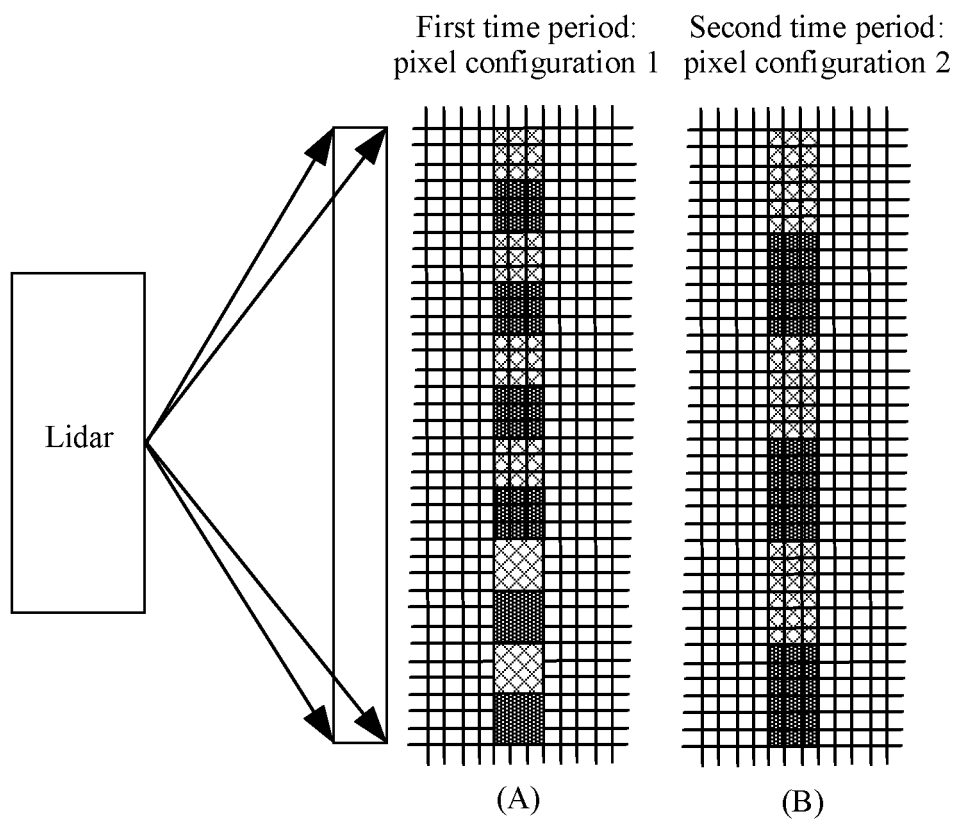 First time period:
pixel configuration 1
Second time period:
pixel configuration 2
Lidar
(A)
(B)